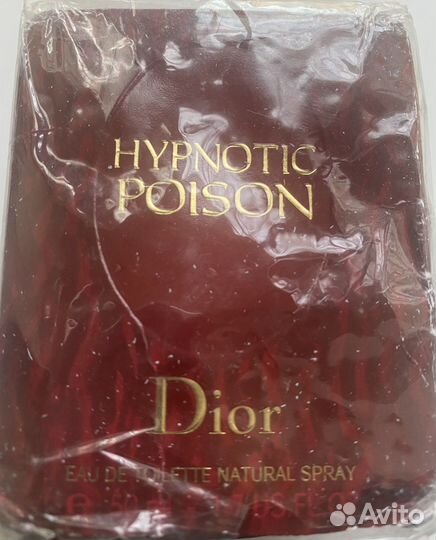 HYPNOTIC
POISON
Dior
EAU DE TOILETTE NATURAL SPRAY
Avito